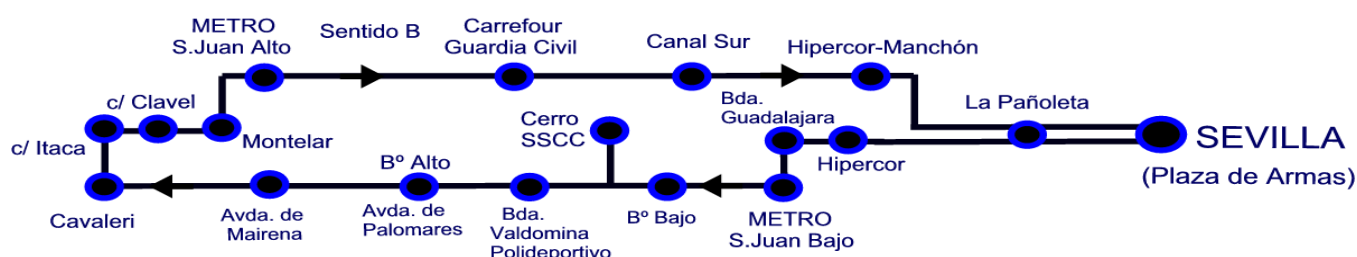 METRO
S.Juan Alto
Sentido B
Carrefour
Guardia Civil
Canal Sur
Hipercor-Manchón
c/ Clavel
Montelar
c/ Itaca
Cerro
SSCC
Bda.
Guadalajara
Hipercor
La Pañoleta
SEVILLA
(Plaza de Armas)
Cavaleri
Avda. de
Mairena
Bº Alto
Avda. de
Palomares
Bda.
Valdomina
Polideportivo
Bº Bajo
METRO
S.Juan Bajo